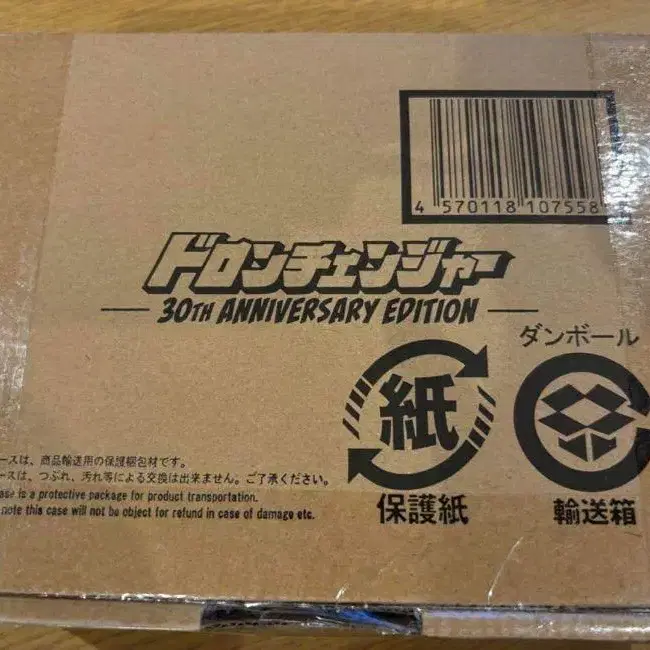 4 570118 107558
ドロンチェンジャー
30TH ANNIVERSARY EDITION
ダンボール
紙
保護紙
輸送箱
ースは、商品輸送用の保護梱包材です。
ースは、つぶれ、汚れ等による交換は出来ません。ご了承ください。
ase is a protective package for product transportation.
note this case will not be object for refund in case of damage etc.